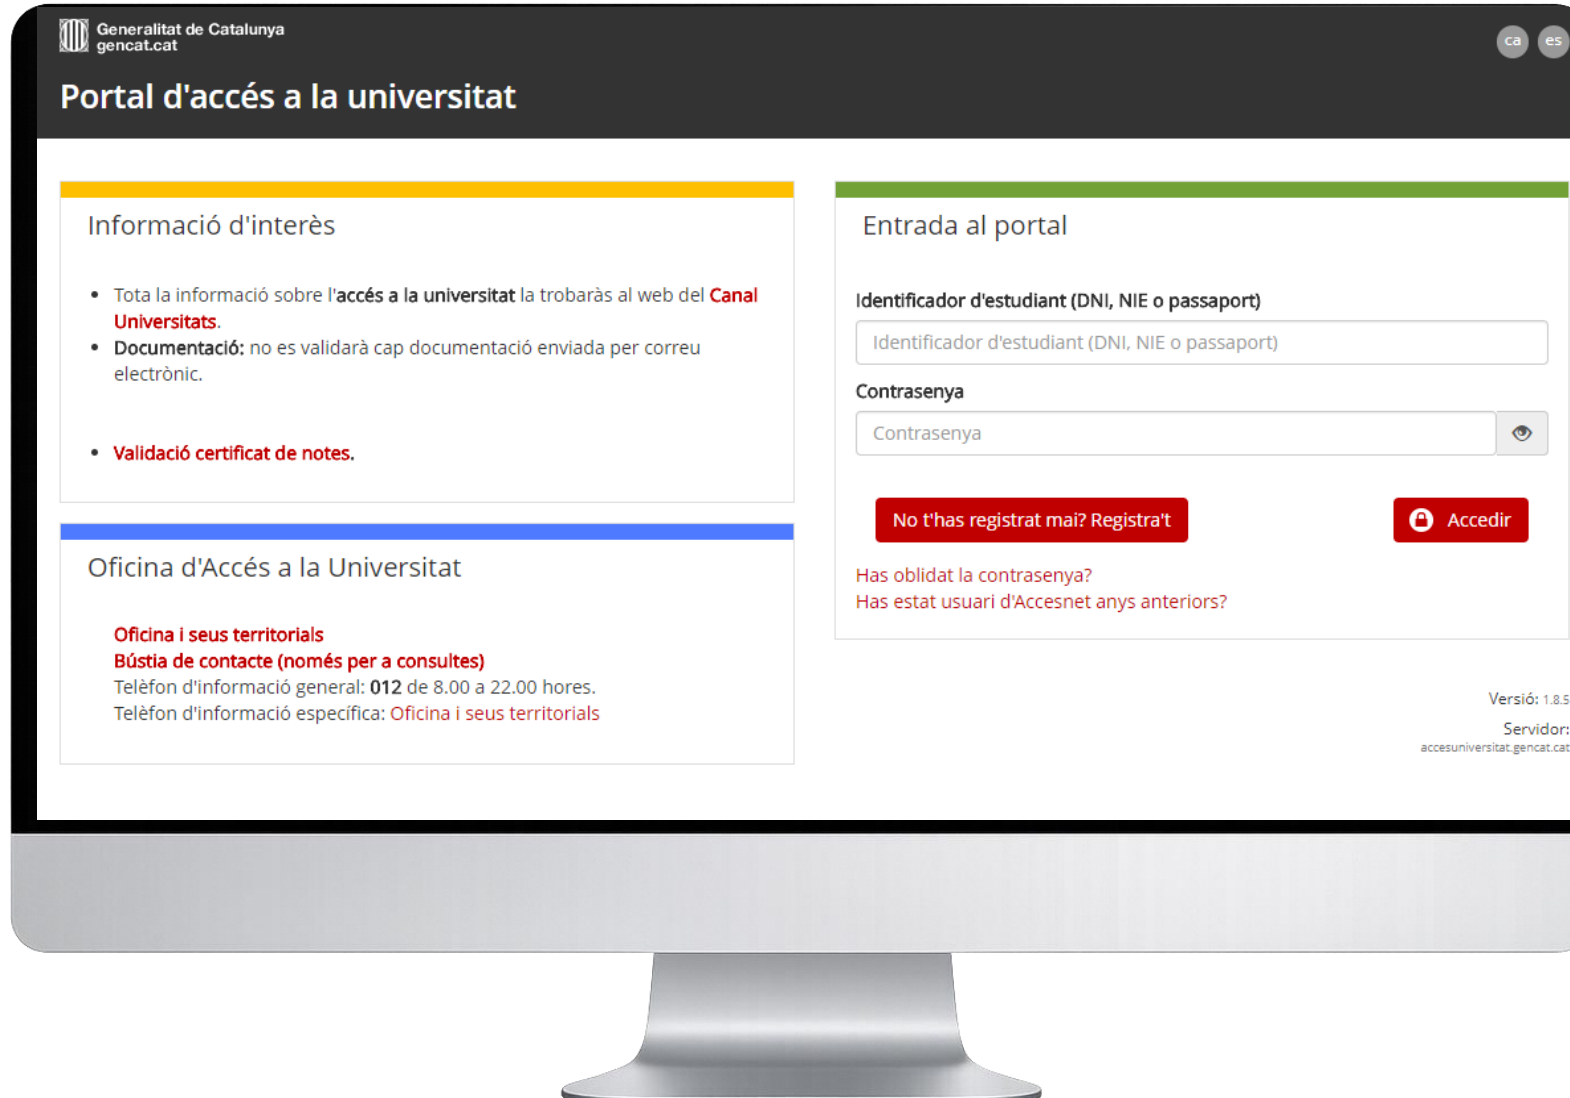 Generalitat de Catalunya
gencat.cat
ca es
Portal d'accés a la universitat
Informació d'interès
Tota la informació sobre l'accés a la universitat la trobaràs al web del Canal
Universitats.
Documentació: no es validarà cap documentació enviada per correu
electrònic.
Validació certificat de notes.
Oficina d'Accés a la Universitat
Oficina i seus territorials
Bústia de contacte (només per a consultes)
Telèfon d'informació general: 012 de 8.00 a 22.00 hores.
Telèfon d'informació específica: Oficina i seus territorials
Entrada al portal
Identificador d'estudiant (DNI, NIE o passaport)
Identificador d'estudiant (DNI, NIE o passaport)
Contrasenya
Contrasenya
No t'has registrat mai? Registra't
Accedir
Has oblidat la contrasenya?
Has estat usuari d'Accesnet anys anteriors?
Versió: 1.8.5
Servidor:
accesuniversitat.gencat.cat